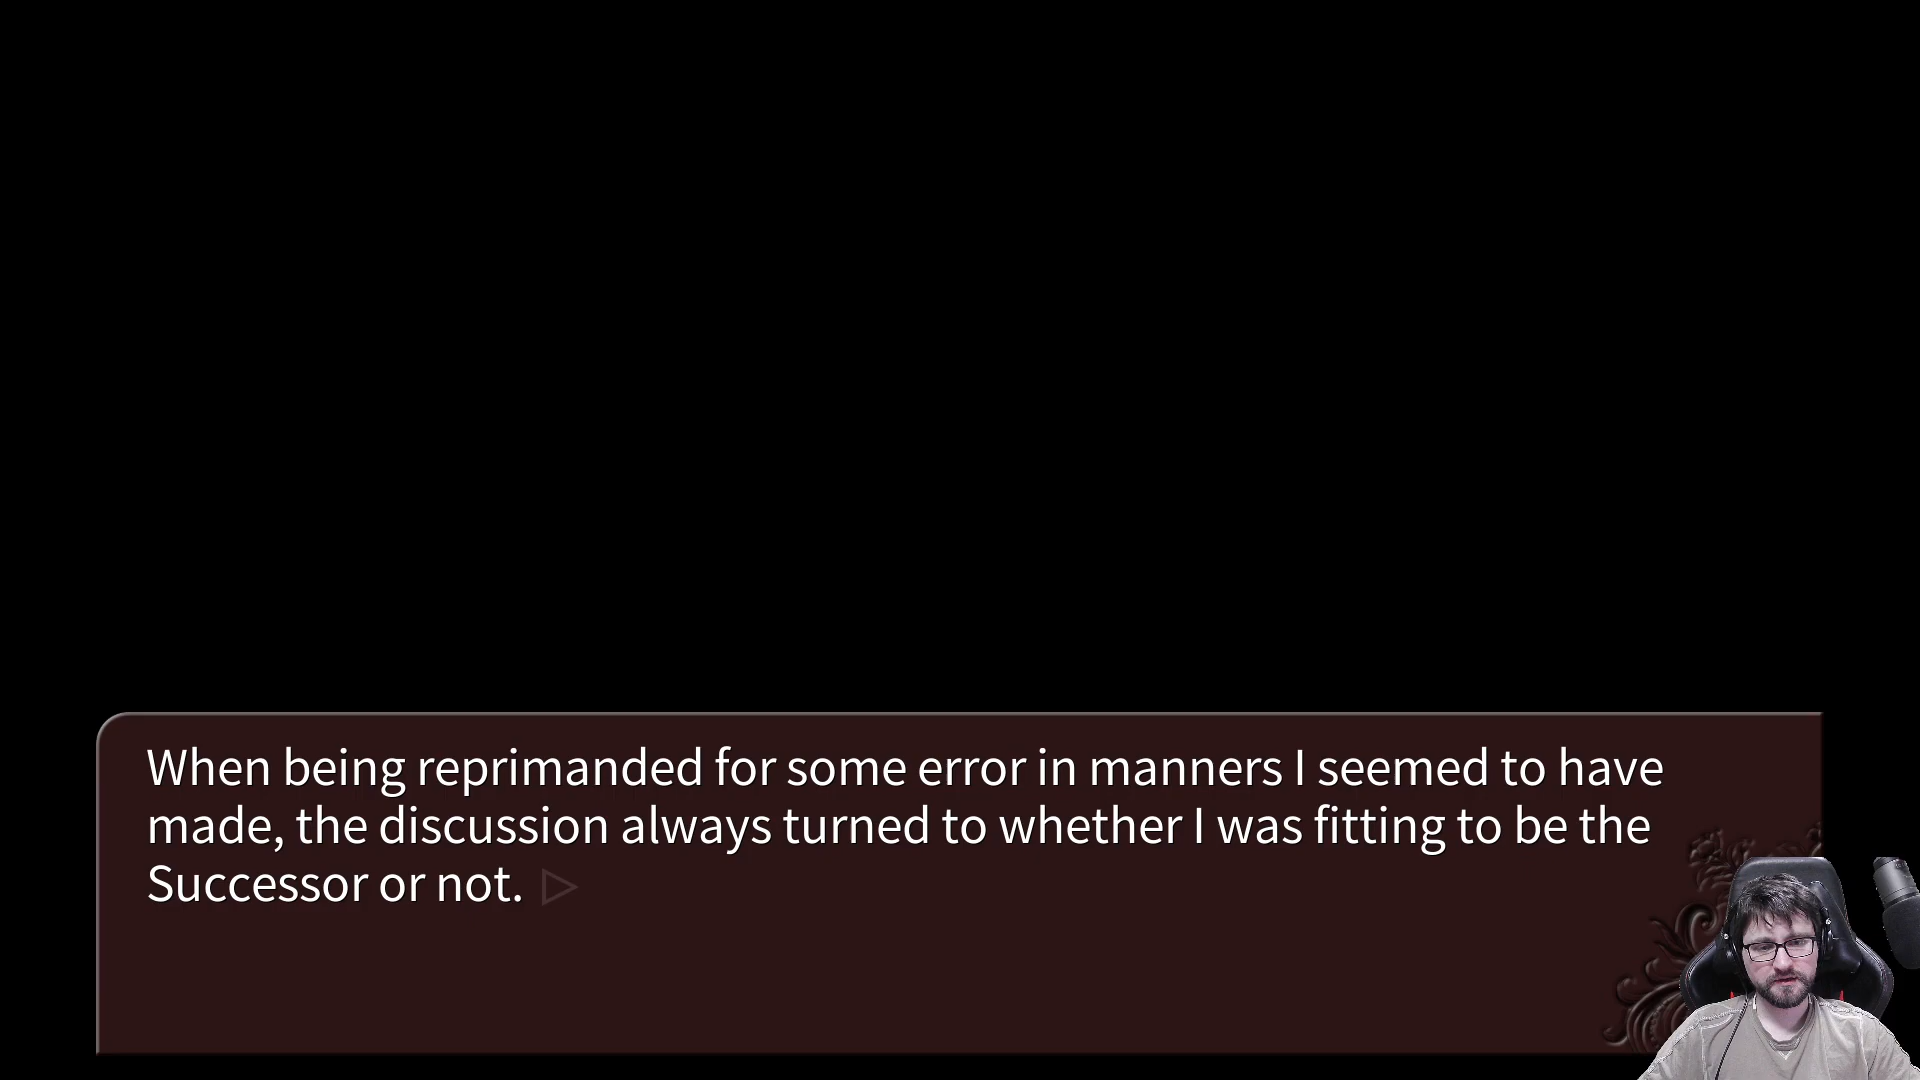 When being reprimanded for some error in manners I seemed to have
made, the discussion always turned to whether I was fitting to be the
Successor or not.